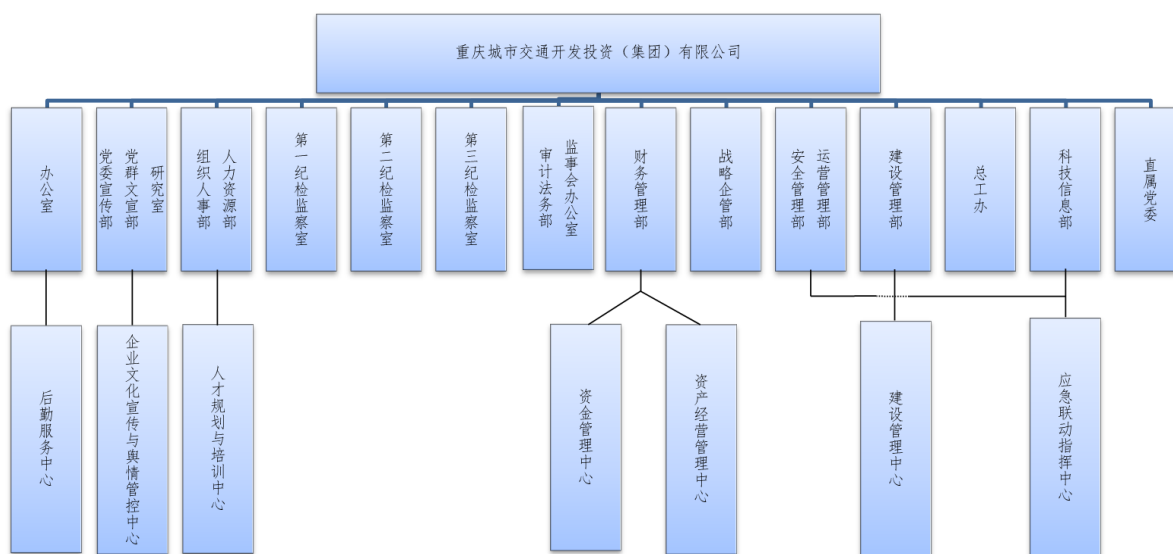 重庆城市交通开发投资（集团）有限公司
办公室
党委宣传部
党群文宣部
研究室
组织人事部
人力资源部
第一纪检监察室
第二纪检监察室
第三纪检监察室
审计法务部
监事会办公室
财务管理部
战略企管部
安全管理部
运营管理部
建设管理部
总工办
科技信息部
直属党委
后勤服务中心
企业文化宣传与舆情管控中心
人才规划与培训中心
资金管理中心
资产经营管理中心
建设管理中心
应急联动指挥中心